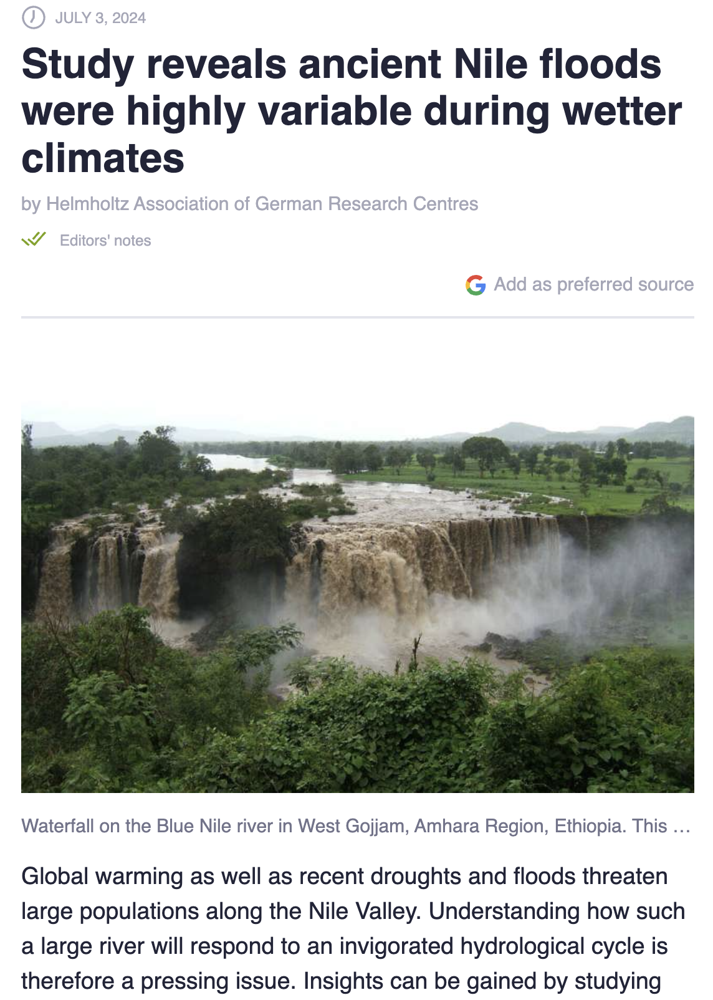 JULY 3, 2024
Study reveals ancient Nile floods
were highly variable during wetter
climates
by Helmholtz Association of German Research Centres
Editors' notes
Add as preferred source
Waterfall on the Blue Nile river in West Gojjam, Amhara Region, Ethiopia. This …
Global warming as well as recent droughts and floods threaten
large populations along the Nile Valley. Understanding how such
a large river will respond to an invigorated hydrological cycle is
therefore a pressing issue. Insights can be gained by studying